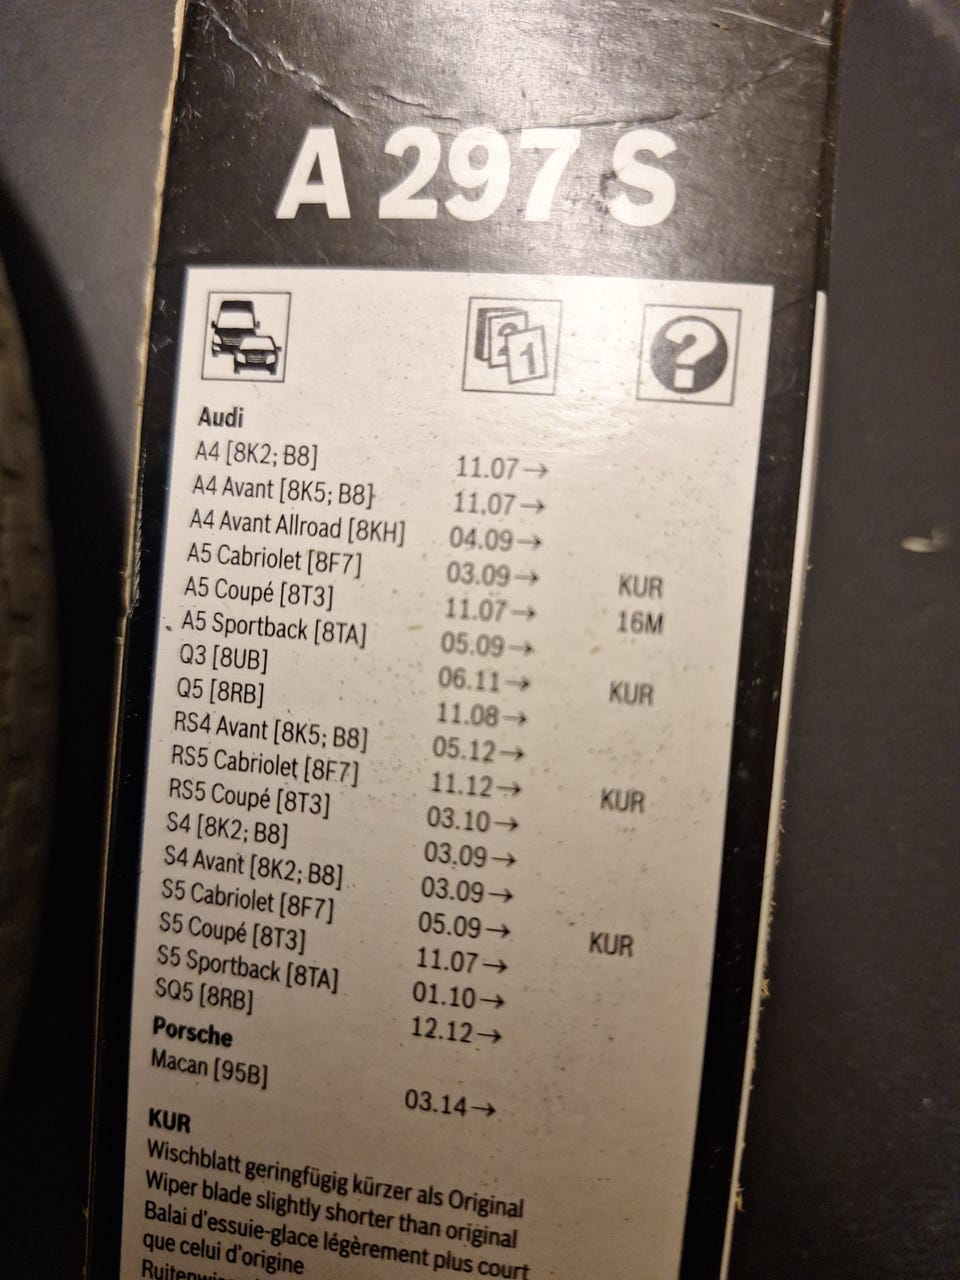 A 297 S
2 1 ?
Audi
A4 [8K2; B8] 11.07→
A4 Avant [8K5; B8] 11.07→
A4 Avant Allroad [8KH] 04.09→
A5 Cabriolet [8F7] 03.09→ KUR
A5 Coupé [8T3] 11.07→ 16M
A5 Sportback [8TA] 05.09→
Q3 [8UB] 06.11→ KUR
Q5 [8RB] 11.08→
RS4 Avant [8K5; B8] 05.12→
RS5 Cabriolet [8F7] 11.12→ KUR
RS5 Coupé [8T3] 03.10→
S4 [8K2; B8] 03.09→
S4 Avant [8K2; B8] 03.09→
S5 Cabriolet [8F7] 05.09→ KUR
S5 Coupé [8T3] 11.07→
S5 Sportback [8TA] 01.10→
SQ5 [8RB] 12.12→
Porsche
Macan [95B] 03.14→
KUR
Wischblatt geringfügig kürzer als Original
Wiper blade slightly shorter than original
Balai d'essuie-glace légèrement plus court
que celui d'origine